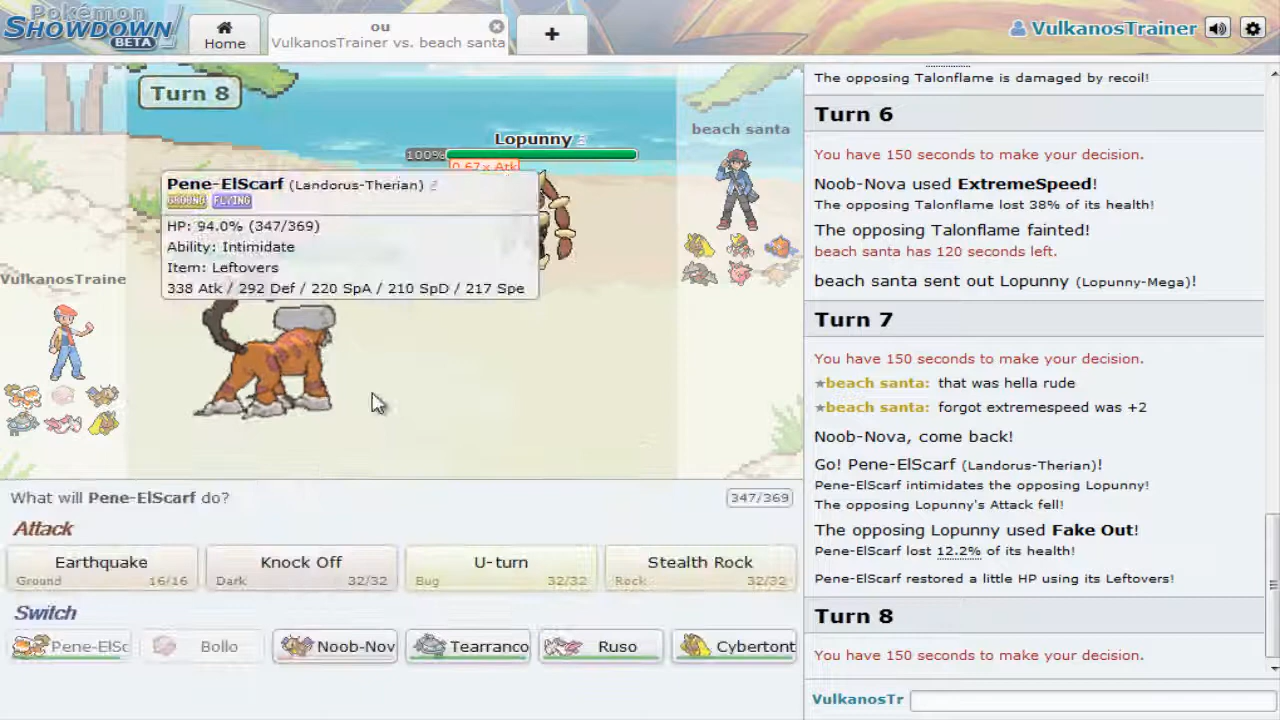 Pokémon
SHOWDOWN
BETA
Home
ou
VulkanosTrainer vs. beach santa
+
VulkanosTrainer
Turn 8
Lopunny
100%
0.67× Atk
beach santa
VulkanosTraine
Pene-ElScarf (Landorus-Therian)
GROUND FLYING
HP: 94.0% (347/369)
Ability: Intimidate
Item: Leftovers
338 Atk / 292 Def / 220 SpA / 210 SpD / 217 Spe
What will Pene-ElScarf do?
347/369
Attack
Earthquake
Ground 16/16
Knock Off
Dark 32/32
U-turn
Bug 32/32
Stealth Rock
Rock 32/32
Switch
Pene-ElSc
Bollo
Noob-Nov
Tearranco
Ruso
Cybertont
The opposing Talonflame is damaged by recoil!
Turn 6
You have 150 seconds to make your decision.
Noob-Nova used ExtremeSpeed!
The opposing Talonflame lost 38% of its health!
The opposing Talonflame fainted!
beach santa has 120 seconds left.
beach santa sent out Lopunny (Lopunny-Mega)!
Turn 7
You have 150 seconds to make your decision.
★beach santa: that was hella rude
★beach santa: forgot extremespeed was +2
Noob-Nova, come back!
Go! Pene-ElScarf (Landorus-Therian)!
Pene-ElScarf intimidates the opposing Lopunny!
The opposing Lopunny's Attack fell!
The opposing Lopunny used Fake Out!
Pene-ElScarf lost 12.2% of its health!
Pene-ElScarf restored a little HP using its Leftovers!
Turn 8
You have 150 seconds to make your decision.
VulkanosTr